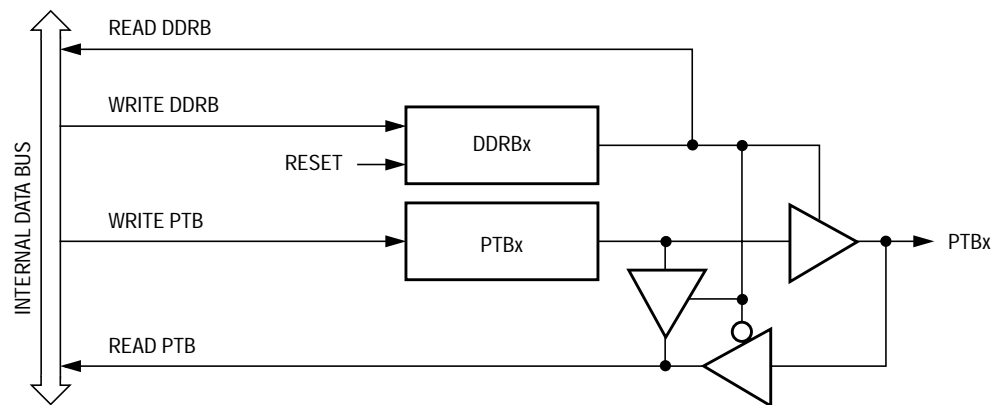 READ DDRB
WRITE DDRB
DDRBx
RESET
WRITE PTB
PTBx
PTBx
READ PTB
INTERNAL DATA BUS